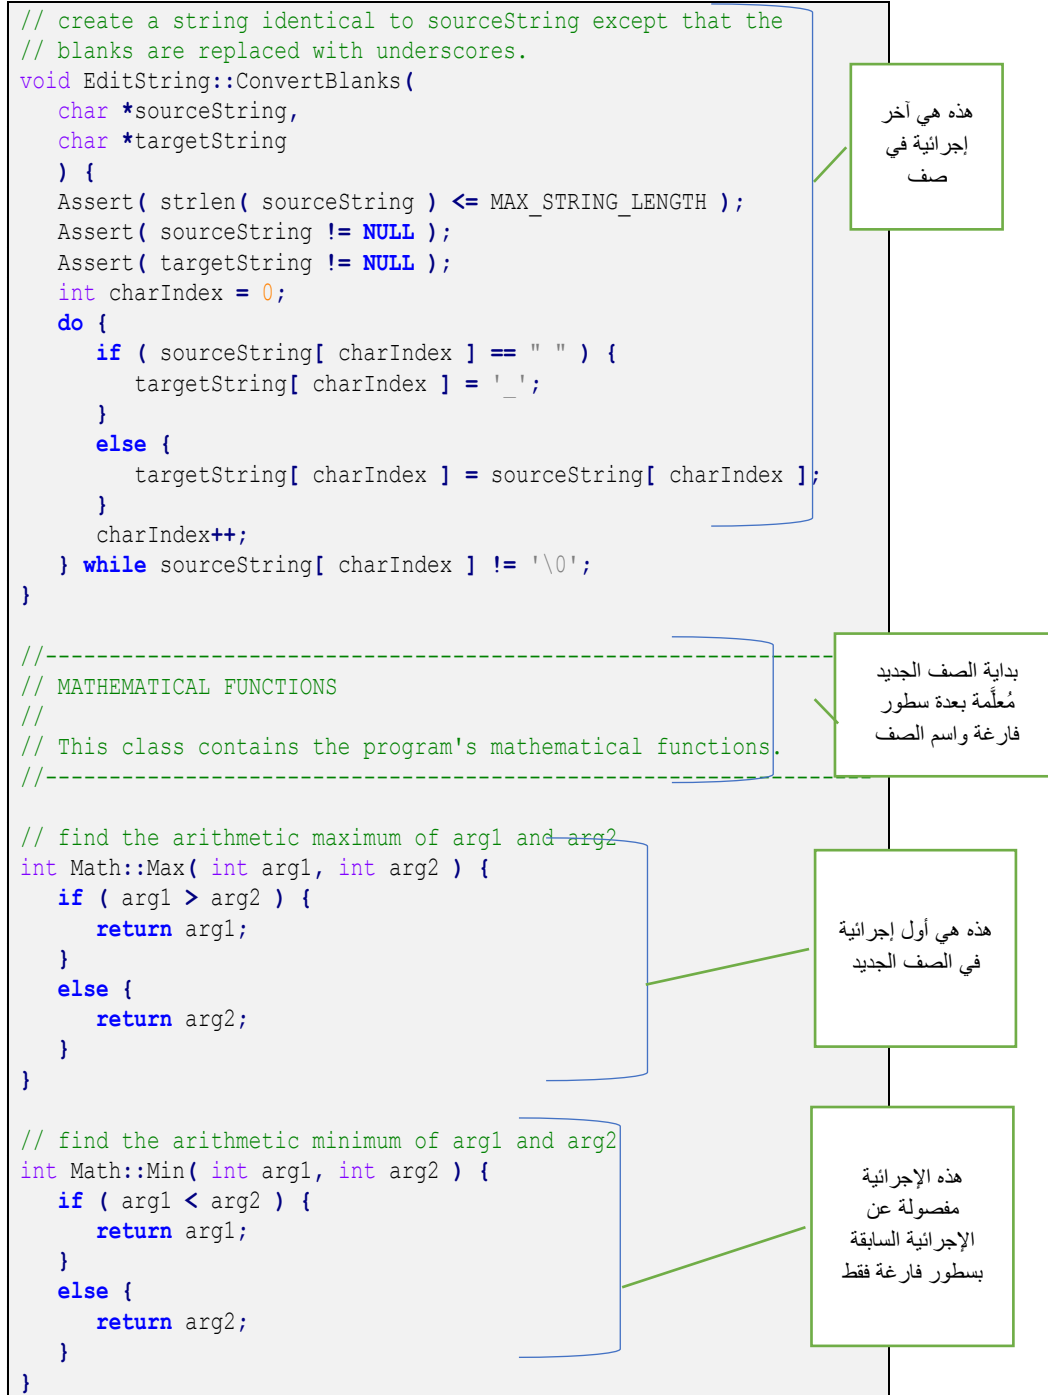 // create a string identical to sourceString except that the
// blanks are replaced with underscores.
void EditString::ConvertBlanks(
   char *sourceString,
   char *targetString
   ) {
   Assert( strlen( sourceString ) <= MAX_STRING_LENGTH );
   Assert( sourceString != NULL );
   Assert( targetString != NULL );
   int charIndex = 0;
   do {
      if ( sourceString[ charIndex ] == " " ) {
         targetString[ charIndex ] = '_';
      }
      else {
         targetString[ charIndex ] = sourceString[ charIndex ];
      }
      charIndex++;
   } while sourceString[ charIndex ] != '\0';
}
هذه هي آخر
إجرائية في
صف
//-----------------------------------------------------------------
// MATHEMATICAL FUNCTIONS
//
// This class contains the program's mathematical functions.
//-----------------------------------------------------------------
بداية الصف الجديد
مُعلَّمة بعدة سطور
فارغة واسم الصف
// find the arithmetic maximum of arg1 and arg2
int Math::Max( int arg1, int arg2 ) {
   if ( arg1 > arg2 ) {
      return arg1;
   }
   else {
      return arg2;
   }
}
هذه هي أول إجرائية
في الصف الجديد
// find the arithmetic minimum of arg1 and arg2
int Math::Min( int arg1, int arg2 ) {
   if ( arg1 < arg2 ) {
      return arg1;
   }
   else {
      return arg2;
   }
}
هذه الإجرائية
مفصولة عن
الإجرائية السابقة
بسطور فارغة فقط